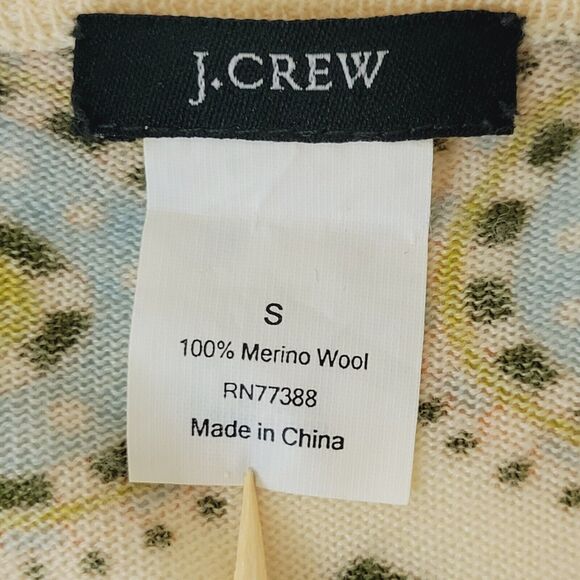 J.CREW
S
100% Merino Wool
RN77388
Made in China